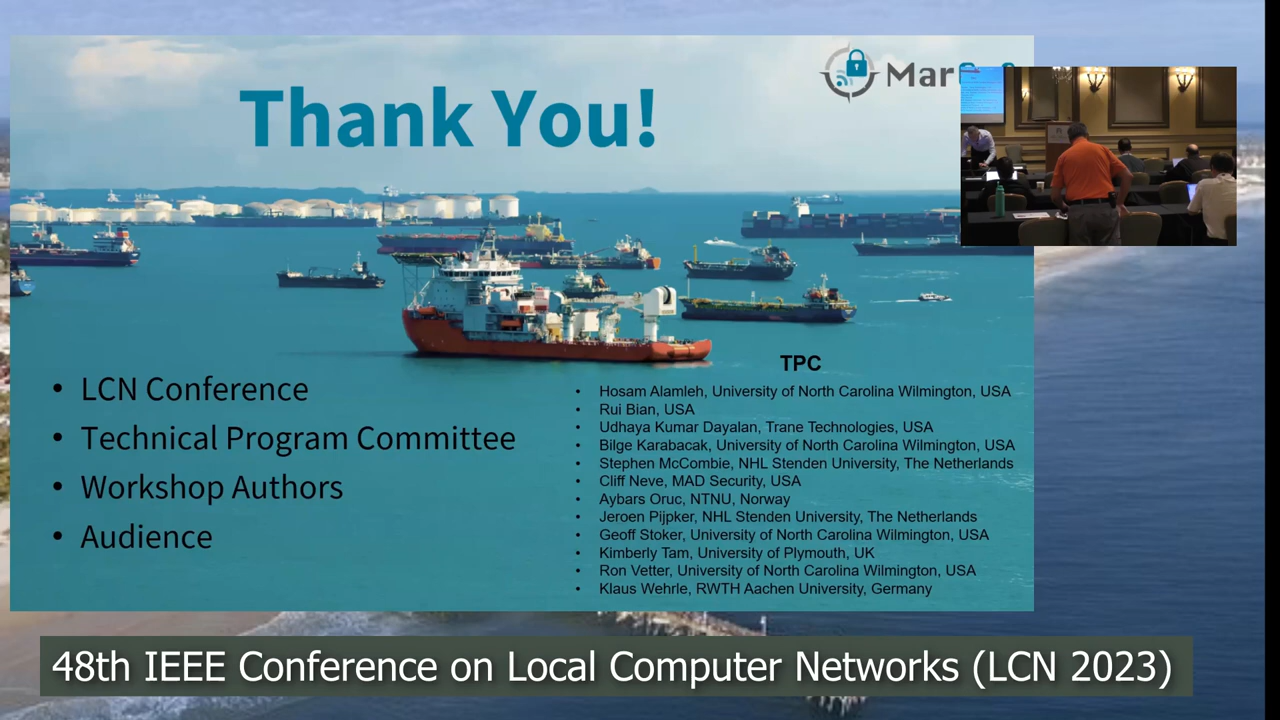 Thank You!
Mar
• LCN Conference
• Technical Program Committee
• Workshop Authors
• Audience
TPC
• Hosam Alamleh, University of North Carolina Wilmington, USA
• Rui Bian, USA
• Udhaya Kumar Dayalan, Trane Technologies, USA
• Bilge Karabacak, University of North Carolina Wilmington, USA
• Stephen McCombie, NHL Stenden University, The Netherlands
• Cliff Neve, MAD Security, USA
• Aybars Oruc, NTNU, Norway
• Jeroen Pijpker, NHL Stenden University, The Netherlands
• Geoff Stoker, University of North Carolina Wilmington, USA
• Kimberly Tam, University of Plymouth, UK
• Ron Vetter, University of North Carolina Wilmington, USA
• Klaus Wehrle, RWTH Aachen University, Germany
48th IEEE Conference on Local Computer Networks (LCN 2023)